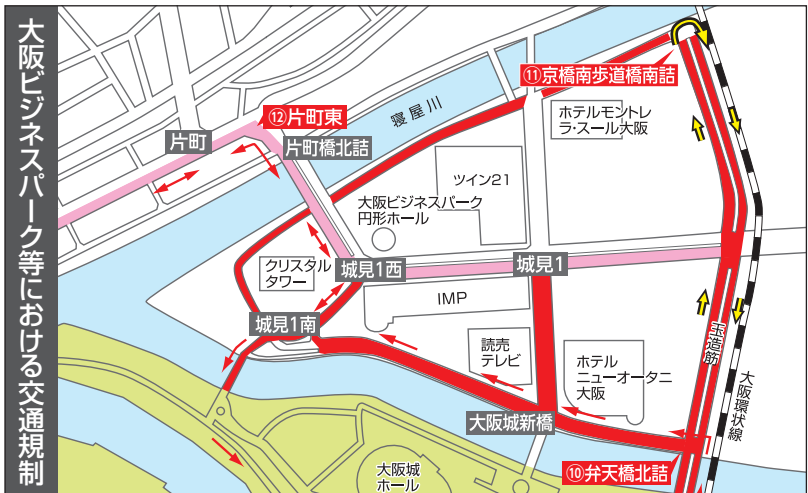 大阪ビジネスパーク等における交通規制
⑪京橋南歩道橋南詰
⑫片町東
寝屋川
ホテルモントレ
ラ・スール大阪
片町
片町橋北詰
ツイン21
大阪ビジネスパーク
円形ホール
クリスタル
タワー
城見1西
城見1
IMP
城見1南
読売
テレビ
ホテル
ニューオータニ
大阪
玉造筋
大阪環状線
大阪城新橋
⑩弁天橋北詰
大阪城
ホール